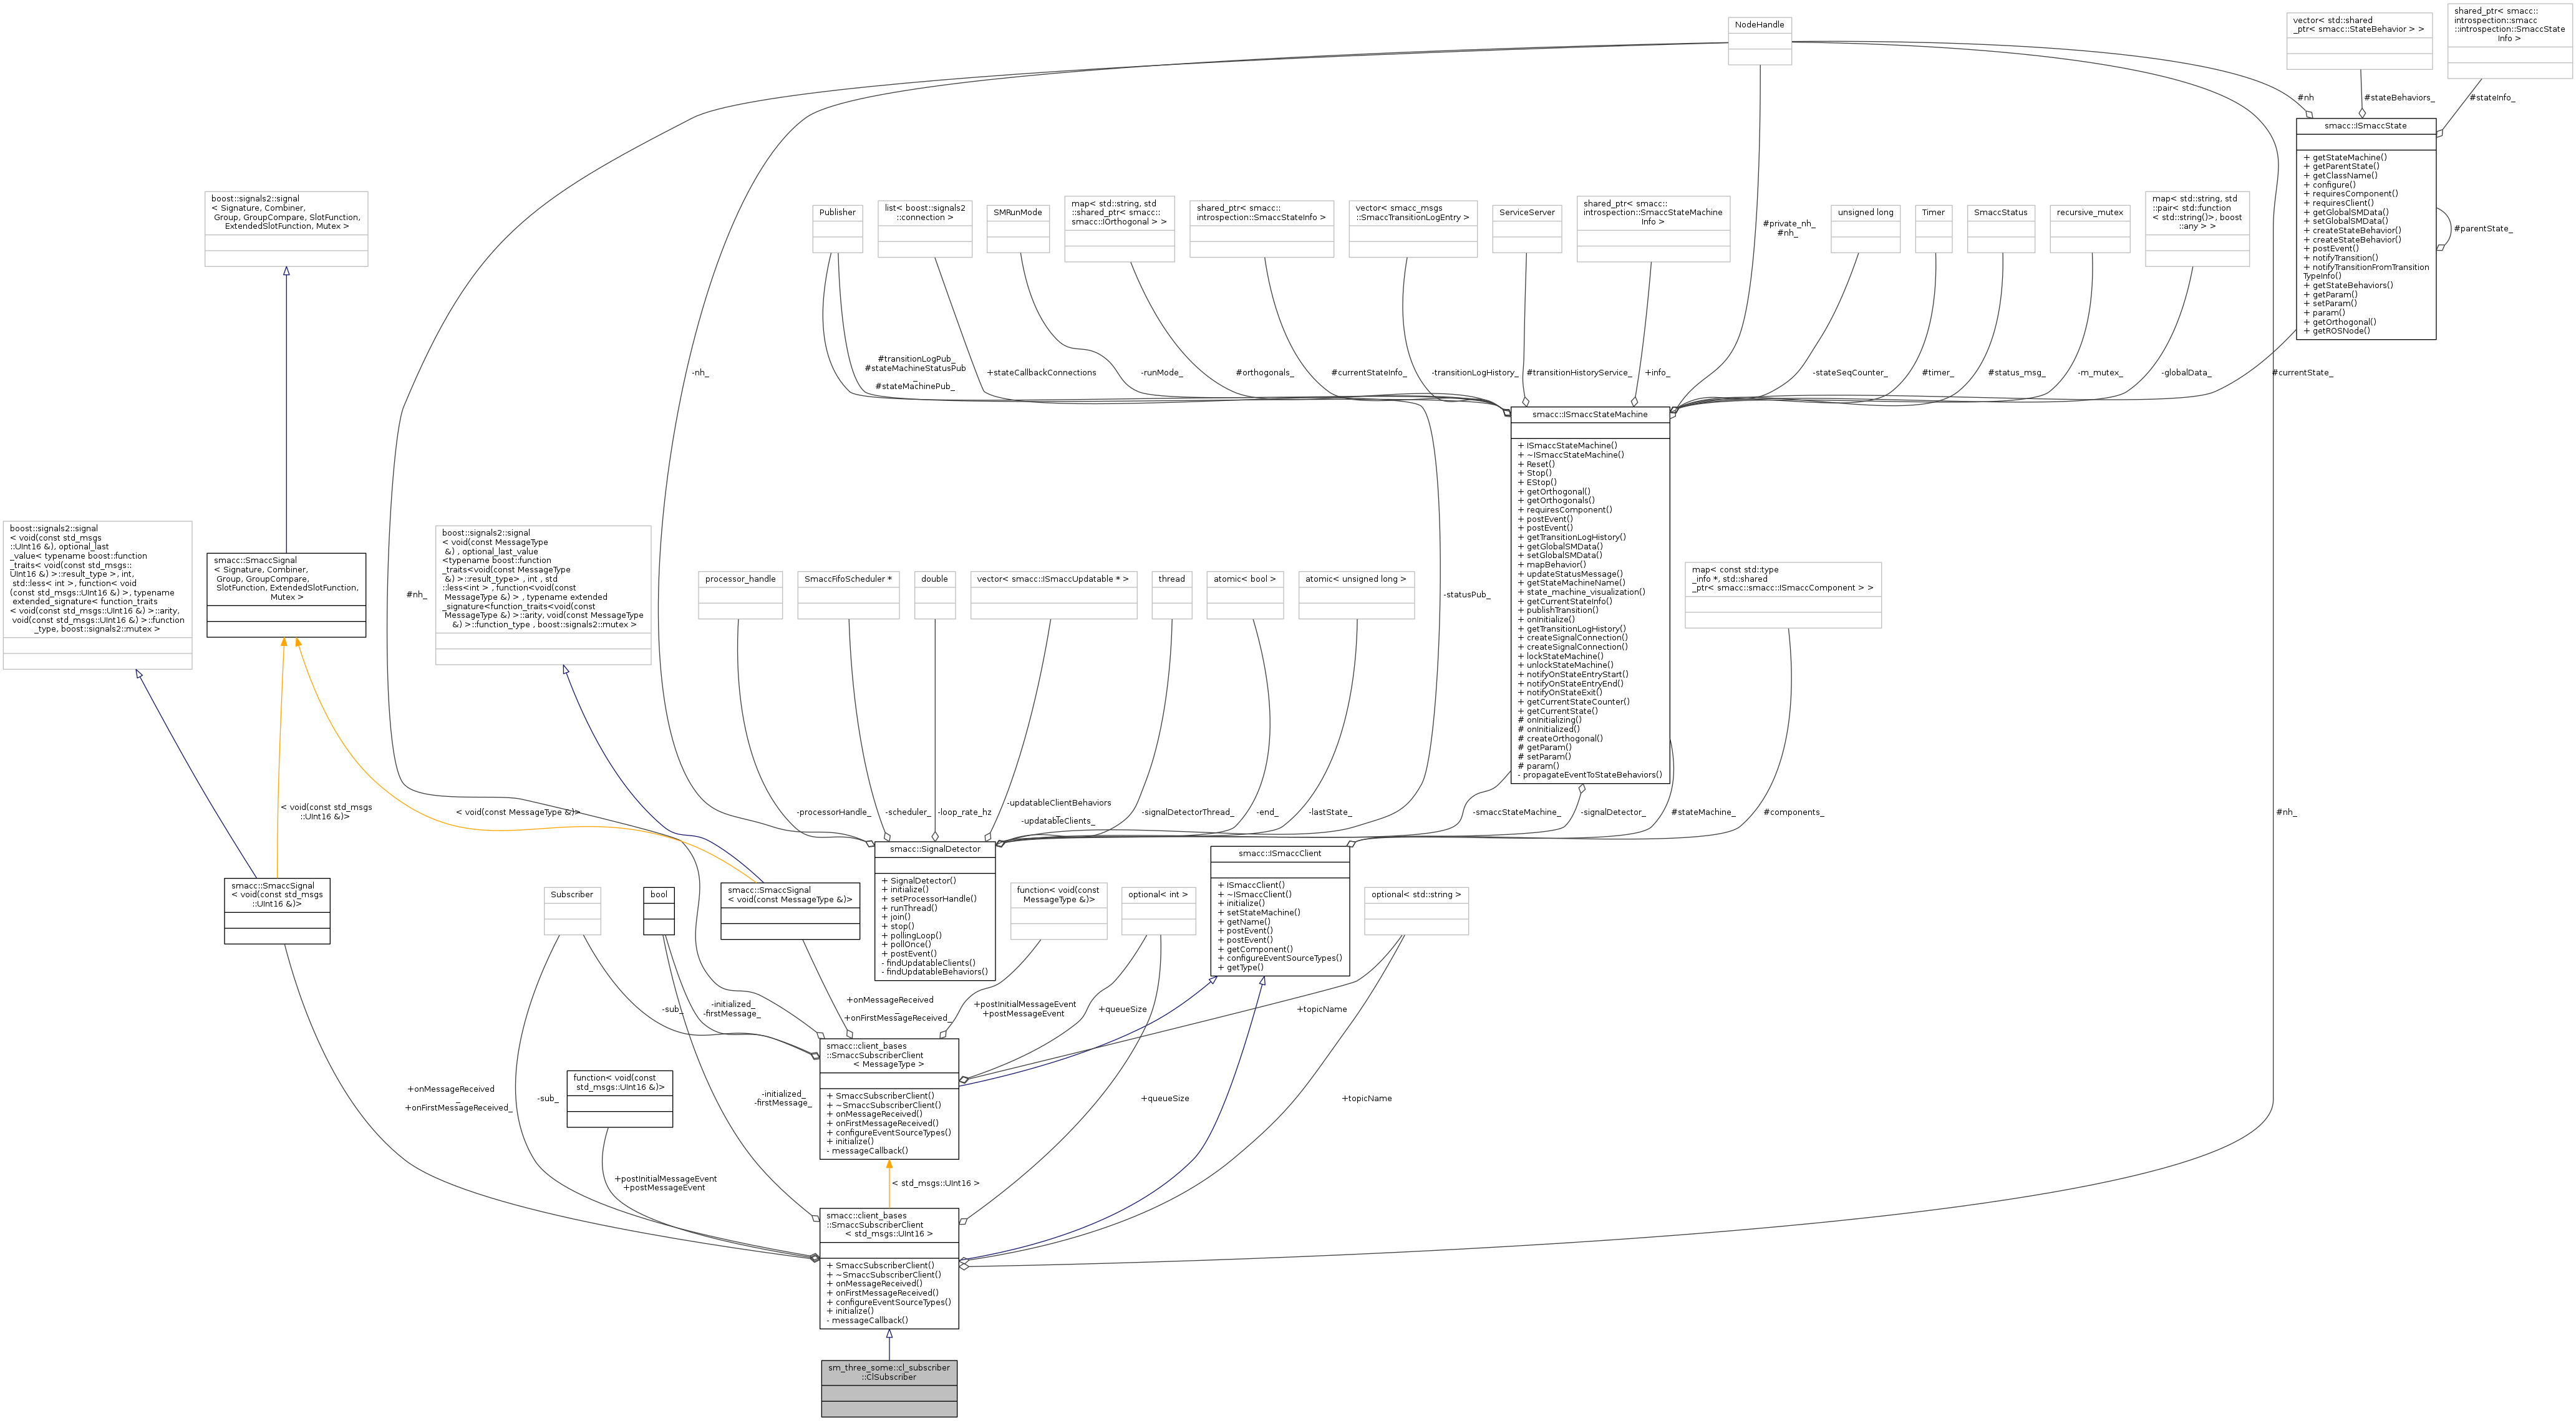 NodeHandle
vector< std::shared
_ptr< smacc::StateBehavior > >
shared_ptr< smacc::
introspection::smacc
::introspection::SmaccState
Info >
#nh
#stateBehaviors_
#stateInfo_
smacc::ISmaccState
+ getStateMachine()
+ getParentState()
+ getClassName()
+ configure()
+ requiresComponent()
+ requiresClient()
+ getGlobalSMData()
+ setGlobalSMData()
+ createStateBehavior()
+ createStateBehavior()
+ postEvent()
+ notifyTransition()
+ notifyTransitionFromTransition
TypeInfo()
+ getStateBehaviors()
+ getParam()
+ setParam()
+ param()
+ getOrthogonal()
+ getROSNode()
#parentState_
boost::signals2::signal
< Signature, Combiner,
Group, GroupCompare, SlotFunction,
ExtendedSlotFunction, Mutex >
Publisher
list< boost::signals2
::connection >
SMRunMode
map< std::string, std
::shared_ptr< smacc::
smacc::IOrthogonal > >
shared_ptr< smacc::
introspection::SmaccStateInfo >
vector< smacc_msgs
::SmaccTransitionLogEntry >
ServiceServer
shared_ptr< smacc::
introspection::SmaccStateMachine
Info >
#private_nh_
#nh_
unsigned long
Timer
SmaccStatus
recursive_mutex
map< std::string, std
::pair< std::function
< std::string()>, boost
::any > >
-nh_
#transitionLogPub_
#stateMachineStatusPub
_
#stateMachinePub_
+stateCallbackConnections
-runMode_
#orthogonals_
#currentStateInfo_
-transitionLogHistory_
#transitionHistoryService_
+info_
-stateSeqCounter_
#timer_
#status_msg_
-m_mutex_
-globalData_
#currentState_
smacc::ISmaccStateMachine
+ ISmaccStateMachine()
+ ~ISmaccStateMachine()
+ Reset()
+ Stop()
+ EStop()
+ getOrthogonal()
+ getOrthogonals()
+ requiresComponent()
+ postEvent()
+ postEvent()
+ getTransitionLogHistory()
+ getGlobalSMData()
+ setGlobalSMData()
+ mapBehavior()
+ updateStatusMessage()
+ getStateMachineName()
+ state_machine_visualization()
+ getCurrentStateInfo()
+ publishTransition()
+ onInitialize()
+ getTransitionLogHistory()
+ createSignalConnection()
+ createSignalConnection()
+ lockStateMachine()
+ unlockStateMachine()
+ notifyOnStateEntryStart()
+ notifyOnStateEntryEnd()
+ notifyOnStateExit()
+ getCurrentStateCounter()
+ getCurrentState()
# onInitializing()
# onInitialized()
# createOrthogonal()
# getParam()
# setParam()
# param()
- propagateEventToStateBehaviors()
boost::signals2::signal
< void(const std_msgs
::UInt16 &), optional_last
_value< typename boost::function
_traits< void(const std_msgs::
UInt16 &) >::result_type >, int,
std::less< int >, function< void
(const std_msgs::UInt16 &) >, typename
extended_signature< function_traits
< void(const std_msgs::UInt16 &) >::arity,
void(const std_msgs::UInt16 &) >::function
_type, boost::signals2::mutex >
smacc::SmaccSignal
< Signature, Combiner,
Group, GroupCompare,
SlotFunction, ExtendedSlotFunction,
Mutex >
#nh_
boost::signals2::signal
< void(const MessageType
&) , optional_last_value
<typename boost::function
_traits<void(const MessageType
&) >::result_type> , int , std
::less<int > , function<void(const
MessageType &) > , typename extended
_signature<function_traits<void(const
MessageType &) >::arity, void(const MessageType
&) >::function_type , boost::signals2::mutex >
processor_handle
SmaccFifoScheduler *
double
vector< smacc::ISmaccUpdatable * >
thread
atomic< bool >
atomic< unsigned long >
-statusPub_
map< const std::type
_info *, std::shared
_ptr< smacc::smacc::ISmaccComponent > >
< void(const std_msgs
::UInt16 &)>
< void(const MessageType &)>
-processorHandle_
-scheduler_
-loop_rate_hz
-updatableClientBehaviors
_
-updatableClients_
-signalDetectorThread_
-end_
-lastState_
-smaccStateMachine_
-signalDetector_
#stateMachine_
#components_
#nh_
smacc::SmaccSignal
< void(const std_msgs
::UInt16 &)>
Subscriber
bool
smacc::SmaccSignal
< void(const MessageType &)>
smacc::SignalDetector
+ SignalDetector()
+ initialize()
+ setProcessorHandle()
+ runThread()
+ join()
+ stop()
+ pollingLoop()
+ pollOnce()
+ postEvent()
- findUpdatableClients()
- findUpdatableBehaviors()
function< void(const
MessageType &)>
optional< int >
smacc::ISmaccClient
+ ISmaccClient()
+ ~ISmaccClient()
+ initialize()
+ setStateMachine()
+ getName()
+ postEvent()
+ postEvent()
+ getComponent()
+ configureEventSourceTypes()
+ getType()
optional< std::string >
-sub_
-initialized_
-firstMessage_
+onMessageReceived
_
+onFirstMessageReceived_
+postInitialMessageEvent
+postMessageEvent
+queueSize
+topicName
smacc::client_bases
::SmaccSubscriberClient
< MessageType >
+ SmaccSubscriberClient()
+ ~SmaccSubscriberClient()
+ onMessageReceived()
+ onFirstMessageReceived()
+ configureEventSourceTypes()
+ initialize()
- messageCallback()
+onMessageReceived
_
+onFirstMessageReceived_
-sub_
function< void(const
std_msgs::UInt16 &)>
-initialized_
-firstMessage_
+queueSize
+topicName
+postInitialMessageEvent
+postMessageEvent
< std_msgs::UInt16 >
smacc::client_bases
::SmaccSubscriberClient
< std_msgs::UInt16 >
+ SmaccSubscriberClient()
+ ~SmaccSubscriberClient()
+ onMessageReceived()
+ onFirstMessageReceived()
+ configureEventSourceTypes()
+ initialize()
- messageCallback()
sm_three_some::cl_subscriber
::ClSubscriber